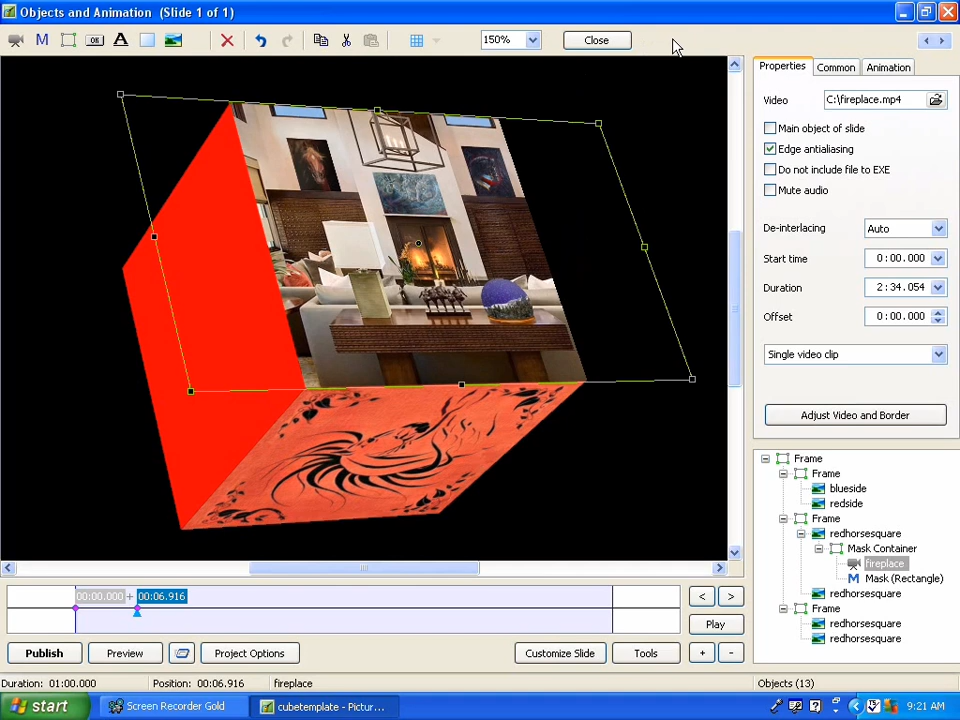 Objects and Animation  (Slide 1 of 1)
M OK A 150% Close
Properties Common Animation
Video C:\fireplace.mp4
Main object of slide
Edge antialiasing
Do not include file to EXE
Mute audio
De-interlacing Auto
Start time 0:00.000
Duration 2:34.054
Offset 0:00.000
Single video clip
Adjust Video and Border
Frame
Frame
blueside
redside
Frame
redhorsesquare
Mask Container
fireplace
M Mask (Rectangle)
redhorsesquare
Frame
redhorsesquare
redhorsesquare
00:00.000 + 00:06.916
< >
Play
Publish Preview Project Options Customize Slide Tools + -
Duration: 01:00.000 Position: 00:06.916 fireplace Objects (13)
start Screen Recorder Gold cubetemplate - Pictur... 9:21 AM